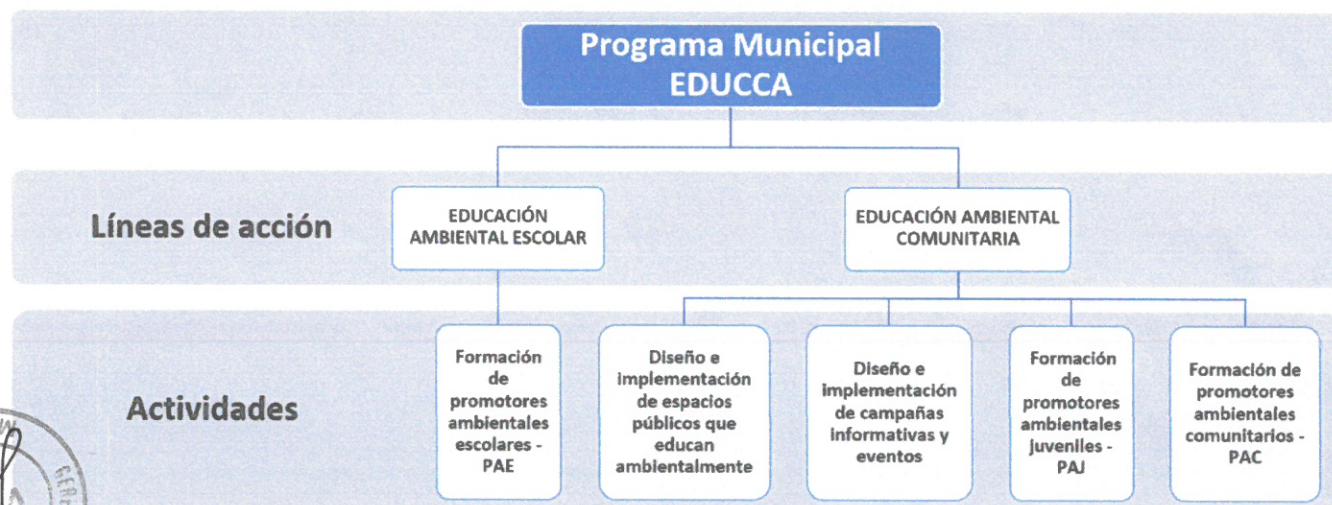 Programa Municipal
EDUCCA
Líneas de acción
EDUCACIÓN
AMBIENTAL ESCOLAR
EDUCACIÓN AMBIENTAL
COMUNITARIA
Actividades
Formación
de
promotores
ambientales
escolares -
PAE
Diseño e
implementación
de espacios
públicos que
educan
ambientalmente
Diseño e
implementación
de campañas
informativas y
eventos
Formación
de
promotores
ambientales
juveniles -
PAJ
Formación de
promotores
ambientales
comunitarios -
PAC